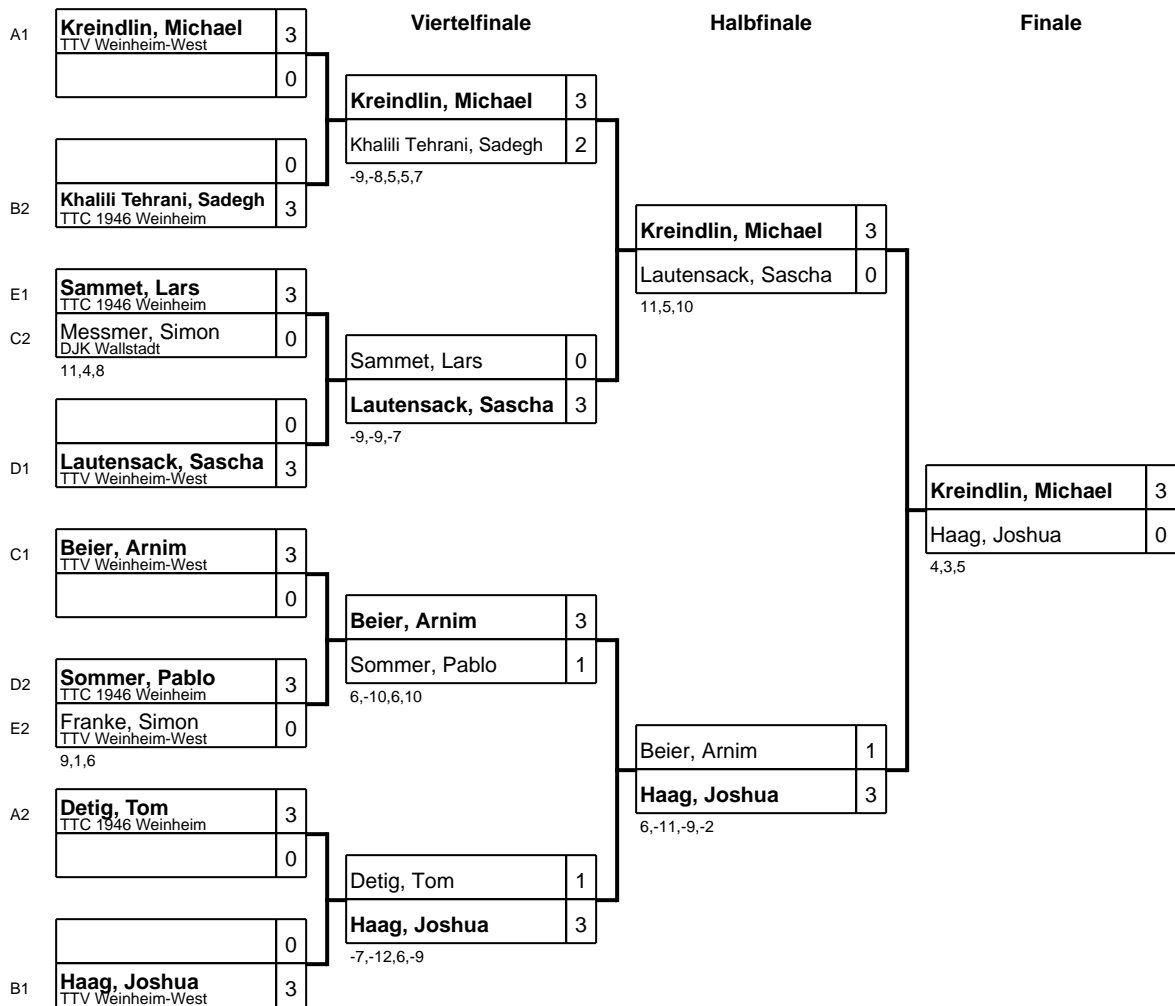 Viertelfinale
Halbfinale
Finale
A1 Kreindlin, Michael 3
TTV Weinheim-West
0
0
B2 Khalili Tehrani, Sadegh 3
TTC 1946 Weinheim
E1 Sammet, Lars 3
TTC 1946 Weinheim
C2 Messmer, Simon 0
DJK Wallstadt
11,4,8
0
D1 Lautensack, Sascha 3
TTV Weinheim-West
C1 Beier, Arnim 3
TTV Weinheim-West
0
D2 Sommer, Pablo 3
TTC 1946 Weinheim
E2 Franke, Simon 0
TTV Weinheim-West
9,1,6
A2 Detig, Tom 3
TTC 1946 Weinheim
0
0
B1 Haag, Joshua 3
TTV Weinheim-West
Kreindlin, Michael 3
Khalili Tehrani, Sadegh 2
-9,-8,5,5,7
Sammet, Lars 0
Lautensack, Sascha 3
-9,-9,-7
Beier, Arnim 3
Sommer, Pablo 1
6,-10,6,10
Detig, Tom 1
Haag, Joshua 3
-7,-12,6,-9
Kreindlin, Michael 3
Lautensack, Sascha 0
11,5,10
Beier, Arnim 1
Haag, Joshua 3
6,-11,-9,-2
Kreindlin, Michael 3
Haag, Joshua 0
4,3,5